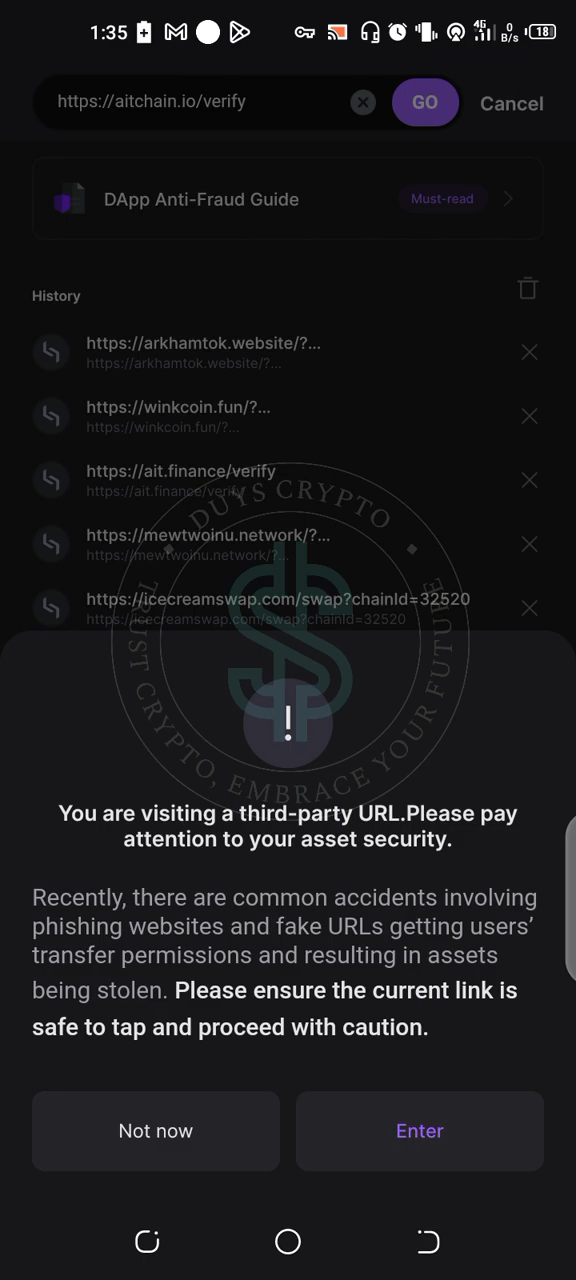 1:35
4G
0
B/s
18
https://aitchain.io/verify
GO
Cancel
DApp Anti-Fraud Guide
Must-read
History
https://arkhamtok.website/?...
https://arkhamtok.website/?...
https://winkcoin.fun/?...
https://winkcoin.fun/?...
https://ait.finance/verify
https://ait.finance/verify
https://mewtwoinu.network/?...
https://mewtwoinu.network/?...
https://icecreamswap.com/swap?chainId=32520
https://icecreamswap.com/swap?chainId=32520
DUYS CRYPTO
TRUST CRYPTO, EMBRACE YOUR FUTURE
!
You are visiting a third-party URL.Please pay
attention to your asset security.
Recently, there are common accidents involving
phishing websites and fake URLs getting users’
transfer permissions and resulting in assets
being stolen. Please ensure the current link is
safe to tap and proceed with caution.
Not now
Enter